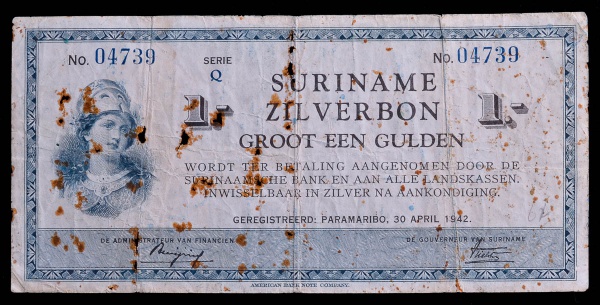 No. 04739
SERIE
Q
No. 04739
SURINAME
1.- ZILVERBON 1.-
GROOT EEN GULDEN
WORDT TER BETALING AANGENOMEN DOOR DE
SURINAAMSCHE BANK EN AAN ALLE LANDSKASSEN.
INWISSELBAAR IN ZILVER NA AANKONDIGING.
GEREGISTREERD: PARAMARIBO, 30 APRIL 1942.
DE ADMINISTRATEUR VAN FINANCIEN,
DE GOUVERNEUR VAN SURINAME
AMERICAN BANK NOTE COMPANY.